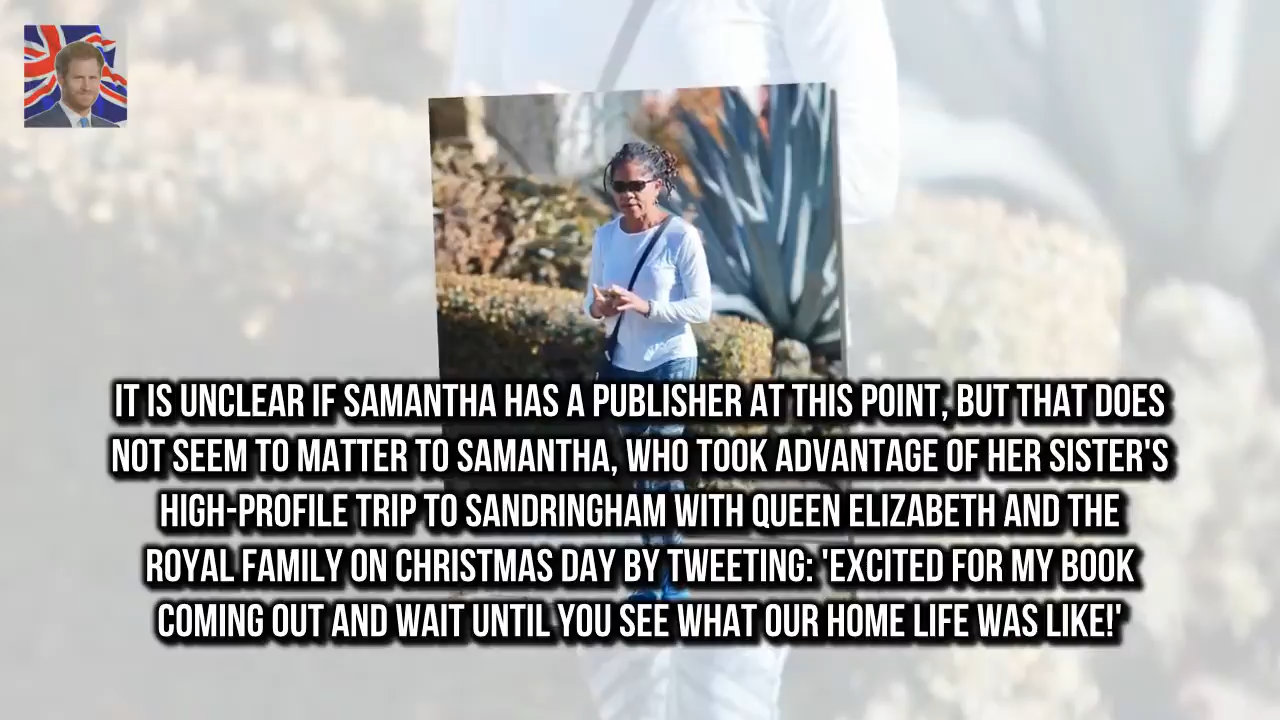 IT IS UNCLEAR IF SAMANTHA HAS A PUBLISHER AT THIS POINT, BUT THAT DOES
NOT SEEM TO MATTER TO SAMANTHA, WHO TOOK ADVANTAGE OF HER SISTER'S
HIGH-PROFILE TRIP TO SANDRINGHAM WITH QUEEN ELIZABETH AND THE
ROYAL FAMILY ON CHRISTMAS DAY BY TWEETING: 'EXCITED FOR MY BOOK
COMING OUT AND WAIT UNTIL YOU SEE WHAT OUR HOME LIFE WAS LIKE!'